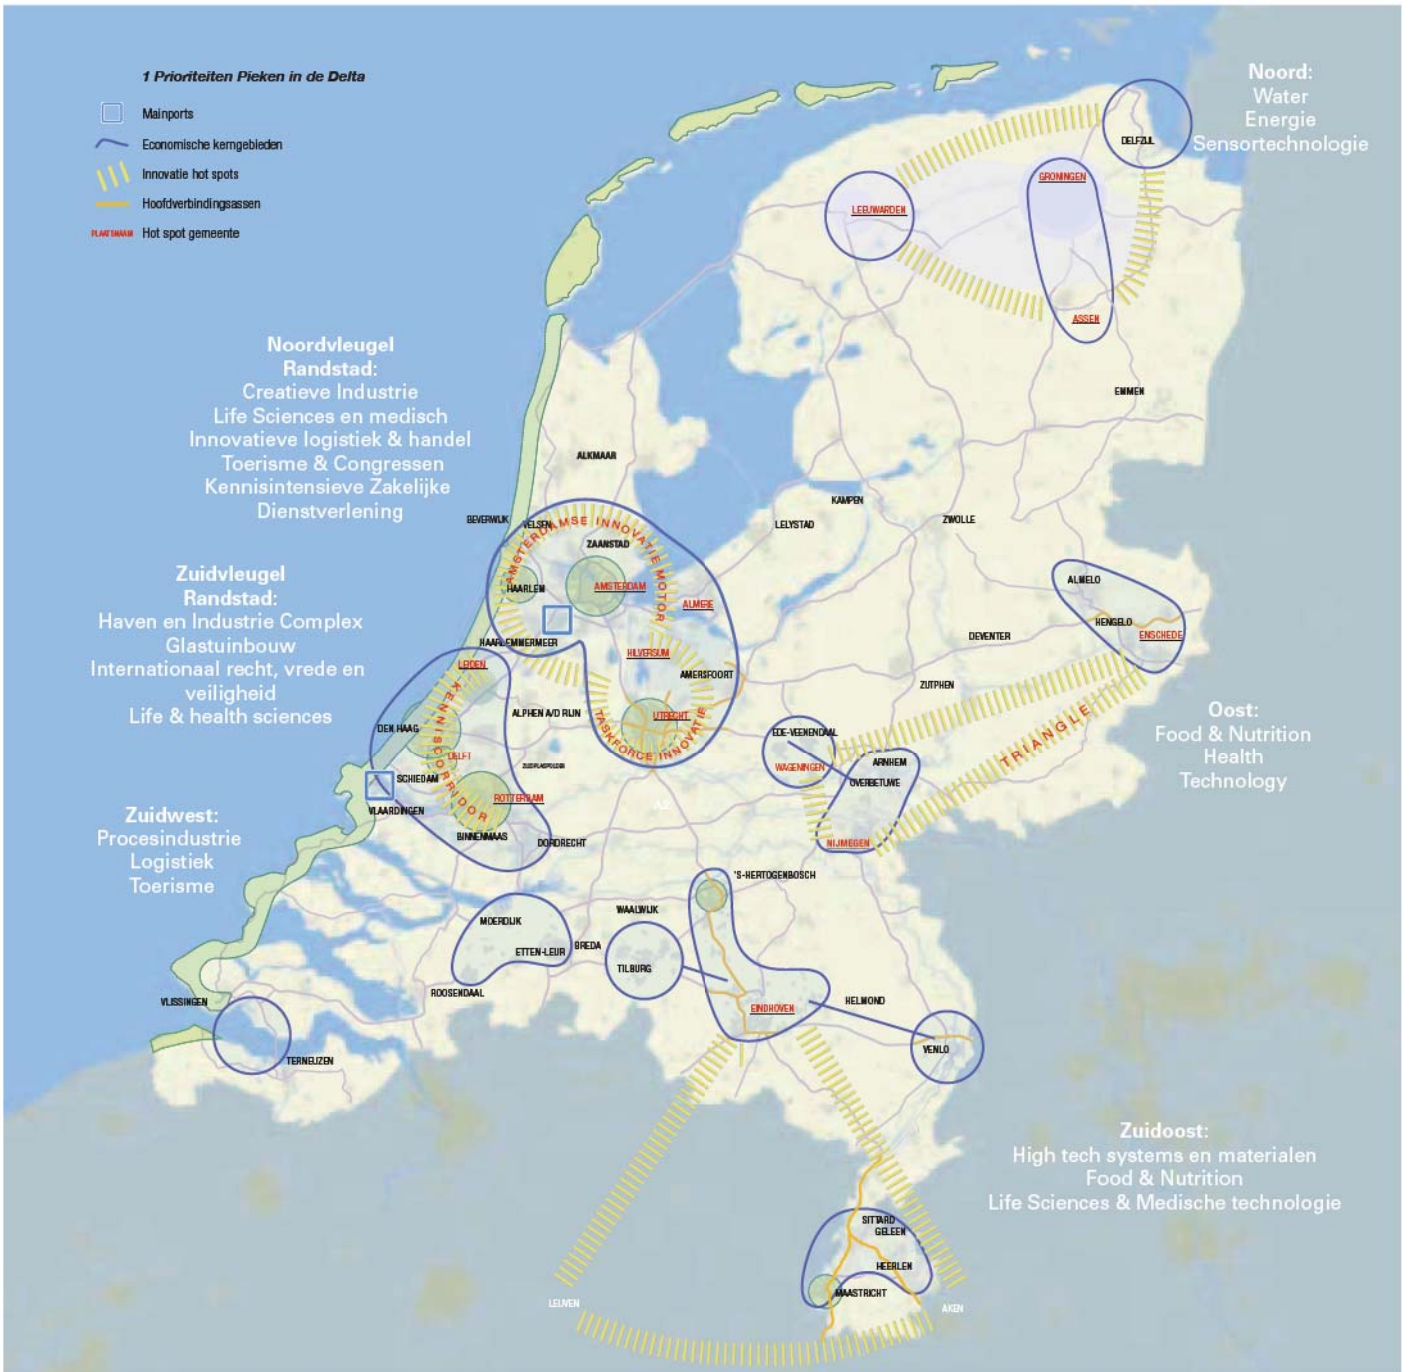 1 Prioriteiten Pieken in de Delta
Mainports
Economische kerngebieden
Innovatie hot spots
Hoofdverbindingsassen
PLAATSNAAM Hot spot gemeente
Noord:
Water
Energie
Sensortechnologie
DELFZIJL
GRONINGEN
LEEUWARDEN
ASSEN
EMMEN
Noordvleugel
Randstad:
Creatieve Industrie
Life Sciences en medisch
Innovatieve logistiek & handel
Toerisme & Congressen
Kennisintensieve Zakelijke
Dienstverlening
ALKMAAR
KAMPEN
LELYSTAD
ZWOLLE
BEVERWIJK
VELSEN
AMSTERDAMSE INNOVATIE MOTOR
ZAANSTAD
HAARLEM
AMSTERDAM
ALMERE
HAARLEMMERMEER
HILVERSUM
AMERSFOORT
UTRECHT
TASKFORCE INNOVATIE
ALMELO
HENGELO
ENSCHEDE
DEVENTER
ZUTPHEN
Zuidvleugel
Randstad:
Haven en Industrie Complex
Glastuinbouw
Internationaal recht, vrede en
veiligheid
Life & health sciences
LEIDEN
KENNISCORRIDOR
DEN HAAG
ALPHEN A/D RIJN
DELFT
ZUIDPLASPOLDER
SCHIEDAM
ROTTERDAM
VLAARDINGEN
BINNENMAAS
DORDRECHT
EDE-VEENENDAAL
WAGENINGEN
ARNHEM
OVERBETUWE
NIJMEGEN
TRIANGLE
Oost:
Food & Nutrition
Health
Technology
Zuidwest:
Procesindustrie
Logistiek
Toerisme
'S-HERTOGENBOSCH
WAALWIJK
MOERDIJK
ETTEN-LEUR
BREDA
TILBURG
ROOSENDAAL
EINDHOVEN
HELMOND
VENLO
VLISSINGEN
TERNEUZEN
Zuidoost:
High tech systems en materialen
Food & Nutrition
Life Sciences & Medische technologie
SITTARD
GELEEN
HEERLEN
MAASTRICHT
LEUVEN
AKEN